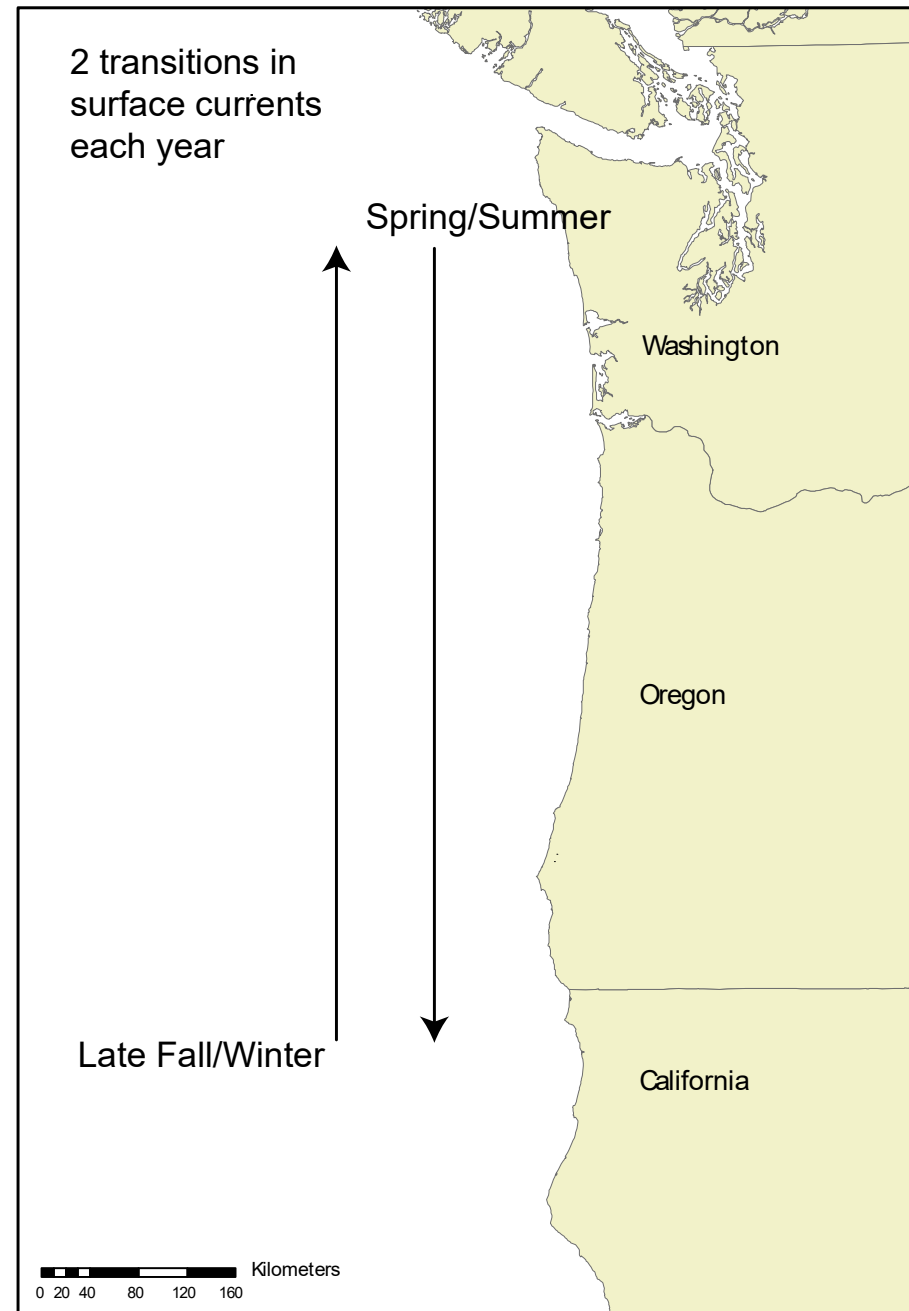 2 transitions in
surface currents
each year
Spring/Summer
Washington
Oregon
Late Fall/Winter
California
Kilometers
0 20 40 80 120 160